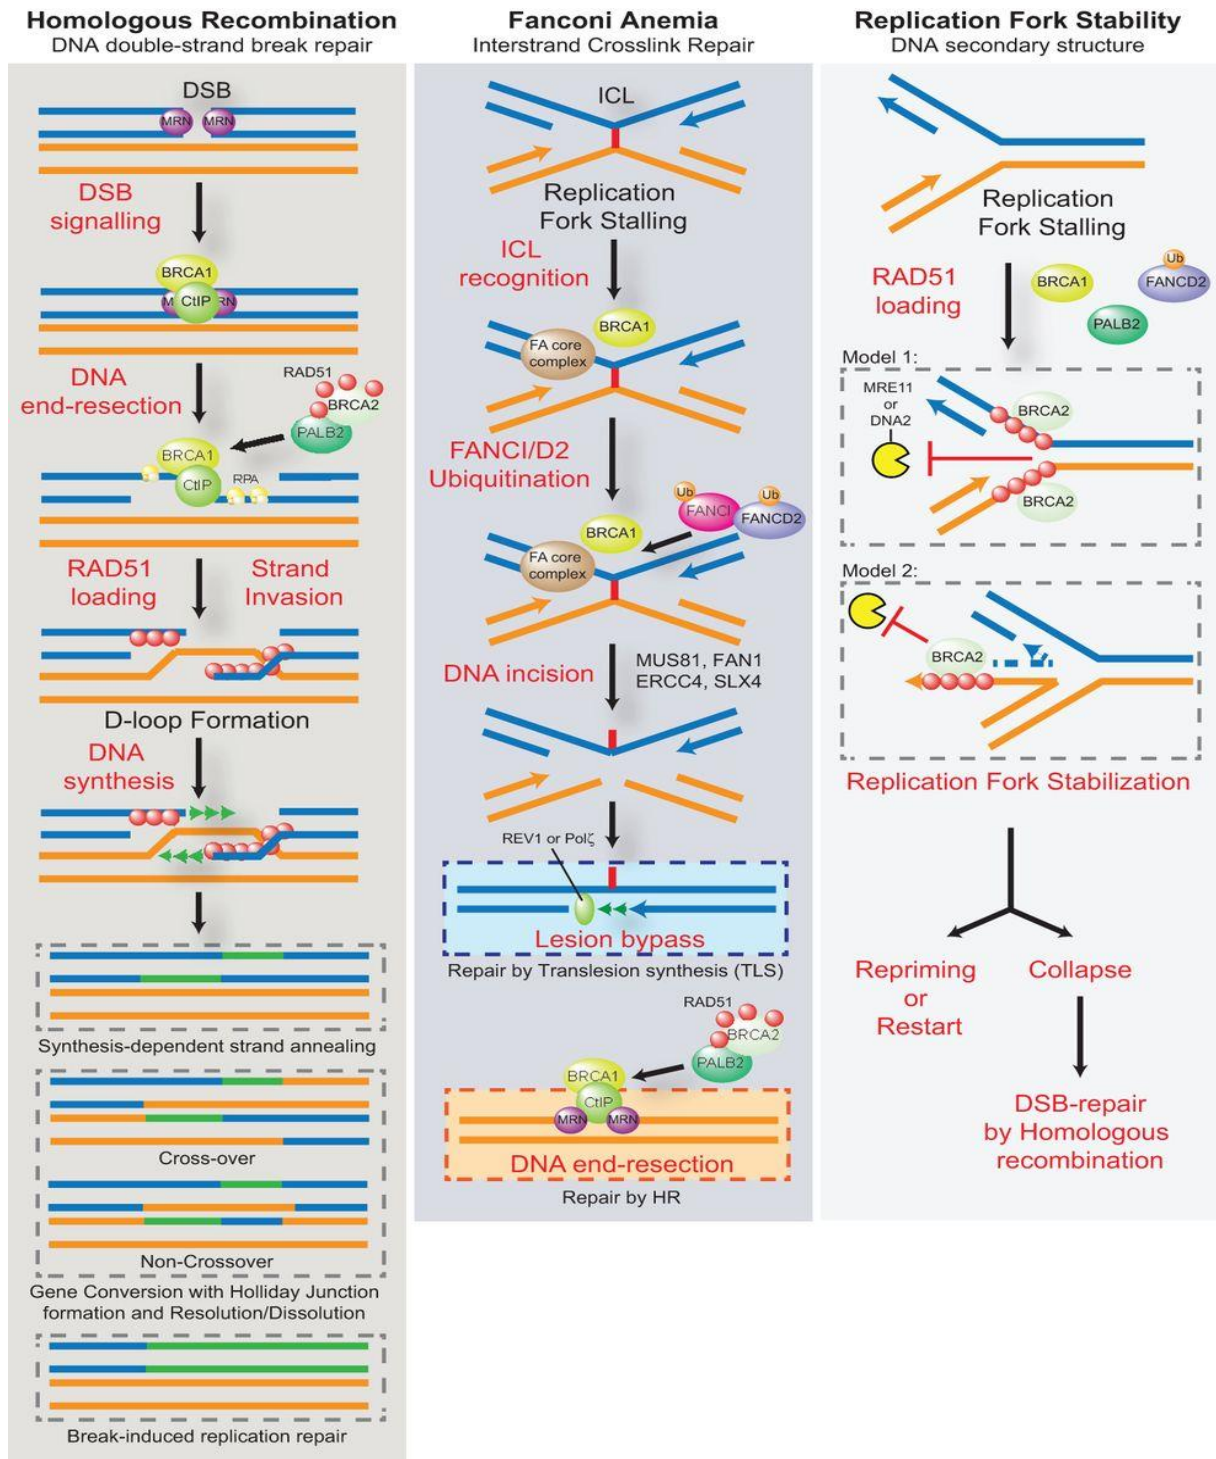 Homologous Recombination
DNA double-strand break repair
DSB
MRN
MRN
DSB
signalling
BRCA1
M
CtIP
RN
DNA
end-resection
RAD51
BRCA2
PALB2
BRCA1
CtIP
RPA
RAD51
loading
Strand
Invasion
D-loop Formation
DNA
synthesis
Synthesis-dependent strand annealing
Cross-over
Non-Crossover
Gene Conversion with Holliday Junction
formation and Resolution/Dissolution
Break-induced replication repair
Fanconi Anemia
Interstrand Crosslink Repair
ICL
Replication
Fork Stalling
ICL
recognition
BRCA1
FA core
complex
FANCI/D2
Ubiquitination
Ub
Ub
FANCI
FANCD2
BRCA1
FA core
complex
DNA incision
MUS81, FAN1
ERCC4, SLX4
REV1 or Polζ
Lesion bypass
Repair by Translesion synthesis (TLS)
RAD51
BRCA2
PALB2
BRCA1
CtIP
MRN
MRN
DNA end-resection
Repair by HR
Replication Fork Stability
DNA secondary structure
Replication
Fork Stalling
RAD51
loading
BRCA1
Ub
FANCD2
PALB2
Model 1:
MRE11
or
DNA2
BRCA2
BRCA2
Model 2:
BRCA2
Replication Fork Stabilization
Repriming
or
Restart
Collapse
DSB-repair
by Homologous
recombination